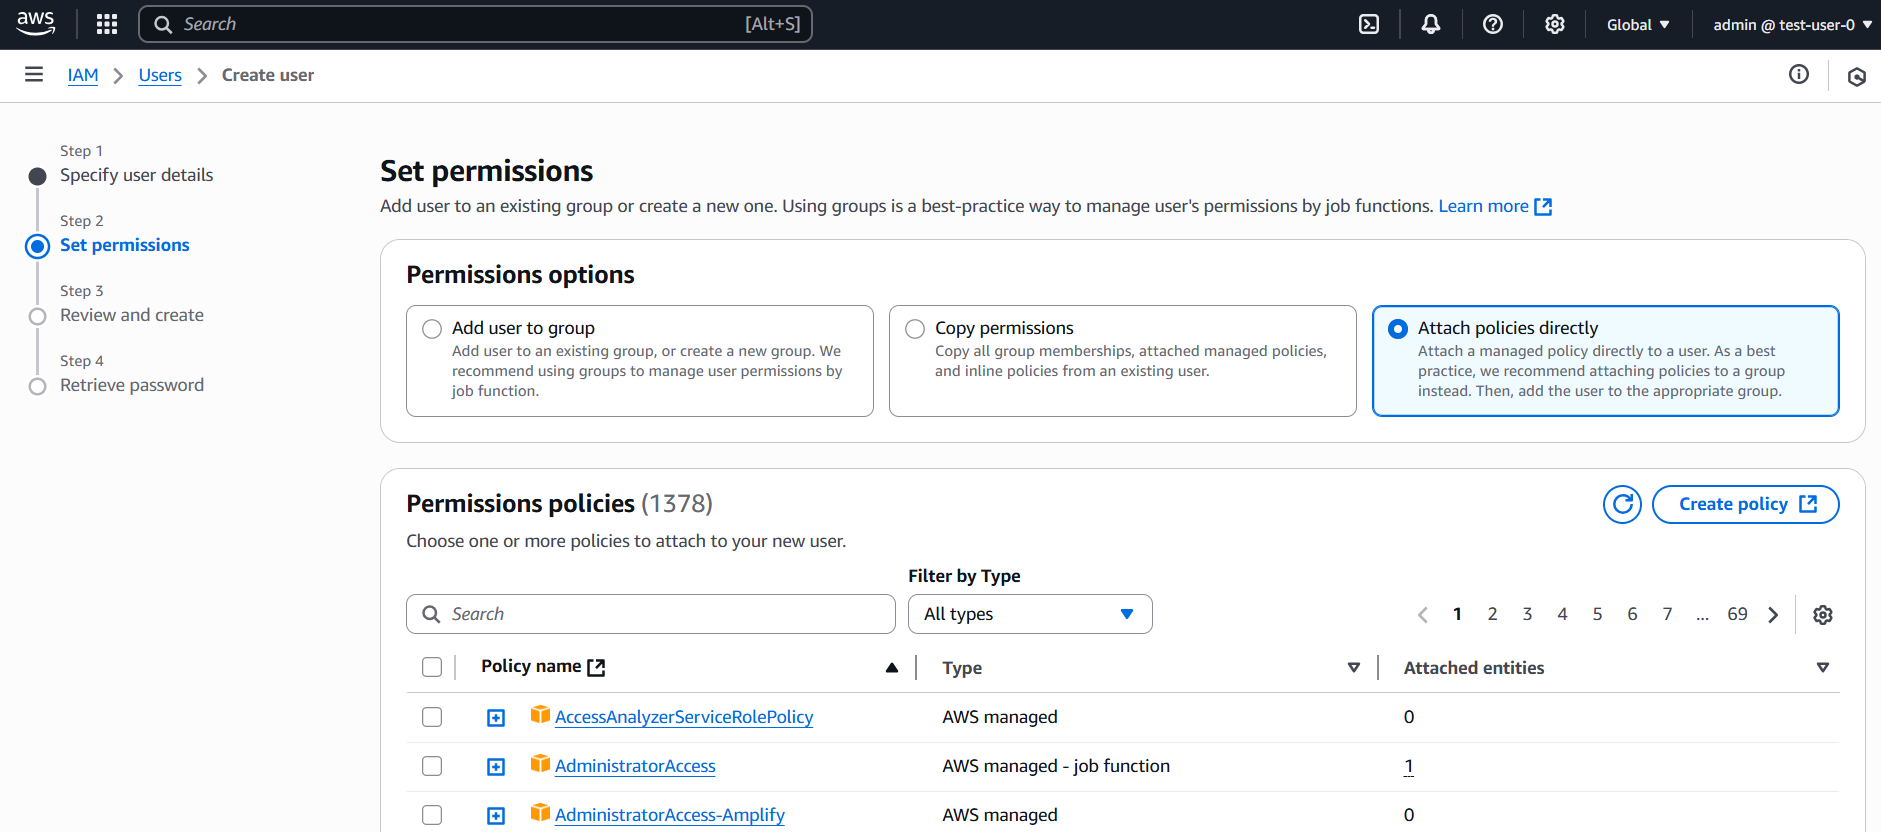 aws
Search
[Alt+S]
Global
admin @ test-user-0
IAM
Users
Create user
Step 1
Specify user details
Step 2
Set permissions
Step 3
Review and create
Step 4
Retrieve password
Set permissions
Add user to an existing group or create a new one. Using groups is a best-practice way to manage user's permissions by job functions. Learn more
Permissions options
Add user to group
Add user to an existing group, or create a new group. We
recommend using groups to manage user permissions by
job function.
Copy permissions
Copy all group memberships, attached managed policies,
and inline policies from an existing user.
Attach policies directly
Attach a managed policy directly to a user. As a best
practice, we recommend attaching policies to a group
instead. Then, add the user to the appropriate group.
Permissions policies (1378)
Create policy
Choose one or more policies to attach to your new user.
Filter by Type
Search
All types
1 2 3 4 5 6 7 ... 69
Policy name Type Attached entities
AccessAnalyzerServiceRolePolicy AWS managed 0
AdministratorAccess AWS managed - job function 1
AdministratorAccess-Amplify AWS managed 0